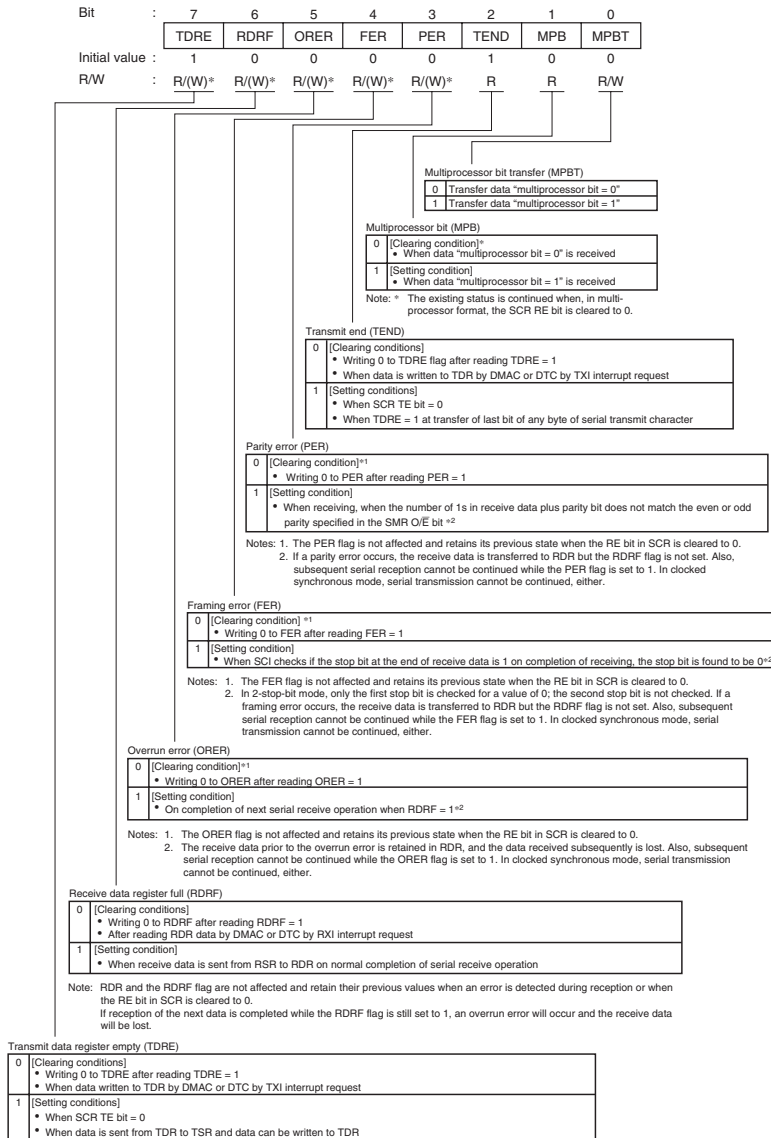 Bit : 7 6 5 4 3 2 1 0
TDRE RDRF ORER FER PER TEND MPB MPBT
Initial value : 1 0 0 0 0 1 0 0
R/W : R/(W)* R/(W)* R/(W)* R/(W)* R/(W)* R R R/W
Multiprocessor bit transfer (MPBT)
0 Transfer data “multiprocessor bit = 0”
1 Transfer data “multiprocessor bit = 1”
Multiprocessor bit (MPB)
0 [Clearing condition]*
• When data “multiprocessor bit = 0” is received
1 [Setting condition]
• When data “multiprocessor bit = 1” is received
Note: * The existing status is continued when, in multi-
processor format, the SCR RE bit is cleared to 0.
Transmit end (TEND)
0 [Clearing conditions]
• Writing 0 to TDRE flag after reading TDRE = 1
• When data is written to TDR by DMAC or DTC by TXI interrupt request
1 [Setting conditions]
• When SCR TE bit = 0
• When TDRE = 1 at transfer of last bit of any byte of serial transmit character
Parity error (PER)
0 [Clearing condition]*1
• Writing 0 to PER after reading PER = 1
1 [Setting condition]
• When receiving, when the number of 1s in receive data plus parity bit does not match the even or odd
parity specified in the SMR O/E̅ bit *2
Notes: 1. The PER flag is not affected and retains its previous state when the RE bit in SCR is cleared to 0.
2. If a parity error occurs, the receive data is transferred to RDR but the RDRF flag is not set. Also,
subsequent serial reception cannot be continued while the PER flag is set to 1. In clocked
synchronous mode, serial transmission cannot be continued, either.
Framing error (FER)
0 [Clearing condition] *1
• Writing 0 to FER after reading FER = 1
1 [Setting condition]
• When SCI checks if the stop bit at the end of receive data is 1 on completion of receiving, the stop bit is found to be 0*2
Notes: 1. The FER flag is not affected and retains its previous state when the RE bit in SCR is cleared to 0.
2. In 2-stop-bit mode, only the first stop bit is checked for a value of 0; the second stop bit is not checked. If a
framing error occurs, the receive data is transferred to RDR but the RDRF flag is not set. Also, subsequent
serial reception cannot be continued while the FER flag is set to 1. In clocked synchronous mode, serial
transmission cannot be continued, either.
Overrun error (ORER)
0 [Clearing condition]*1
• Writing 0 to ORER after reading ORER = 1
1 [Setting condition]
• On completion of next serial receive operation when RDRF = 1*2
Notes: 1. The ORER flag is not affected and retains its previous state when the RE bit in SCR is cleared to 0.
2. The receive data prior to the overrun error is retained in RDR, and the data received subsequently is lost. Also, subsequent
serial reception cannot be continued while the ORER flag is set to 1. In clocked synchronous mode, serial transmission
cannot be continued, either.
Receive data register full (RDRF)
0 [Clearing conditions]
• Writing 0 to RDRF after reading RDRF = 1
• After reading RDR data by DMAC or DTC by RXI interrupt request
1 [Setting condition]
• When receive data is sent from RSR to RDR on normal completion of serial receive operation
Note: RDR and the RDRF flag are not affected and retain their previous values when an error is detected during reception or when
the RE bit in SCR is cleared to 0.
If reception of the next data is completed while the RDRF flag is still set to 1, an overrun error will occur and the receive data
will be lost.
Transmit data register empty (TDRE)
0 [Clearing conditions]
• Writing 0 to TDRE after reading TDRE = 1
• When data written to TDR by DMAC or DTC by TXI interrupt request
1 [Setting conditions]
• When SCR TE bit = 0
• When data is sent from TDR to TSR and data can be written to TDR